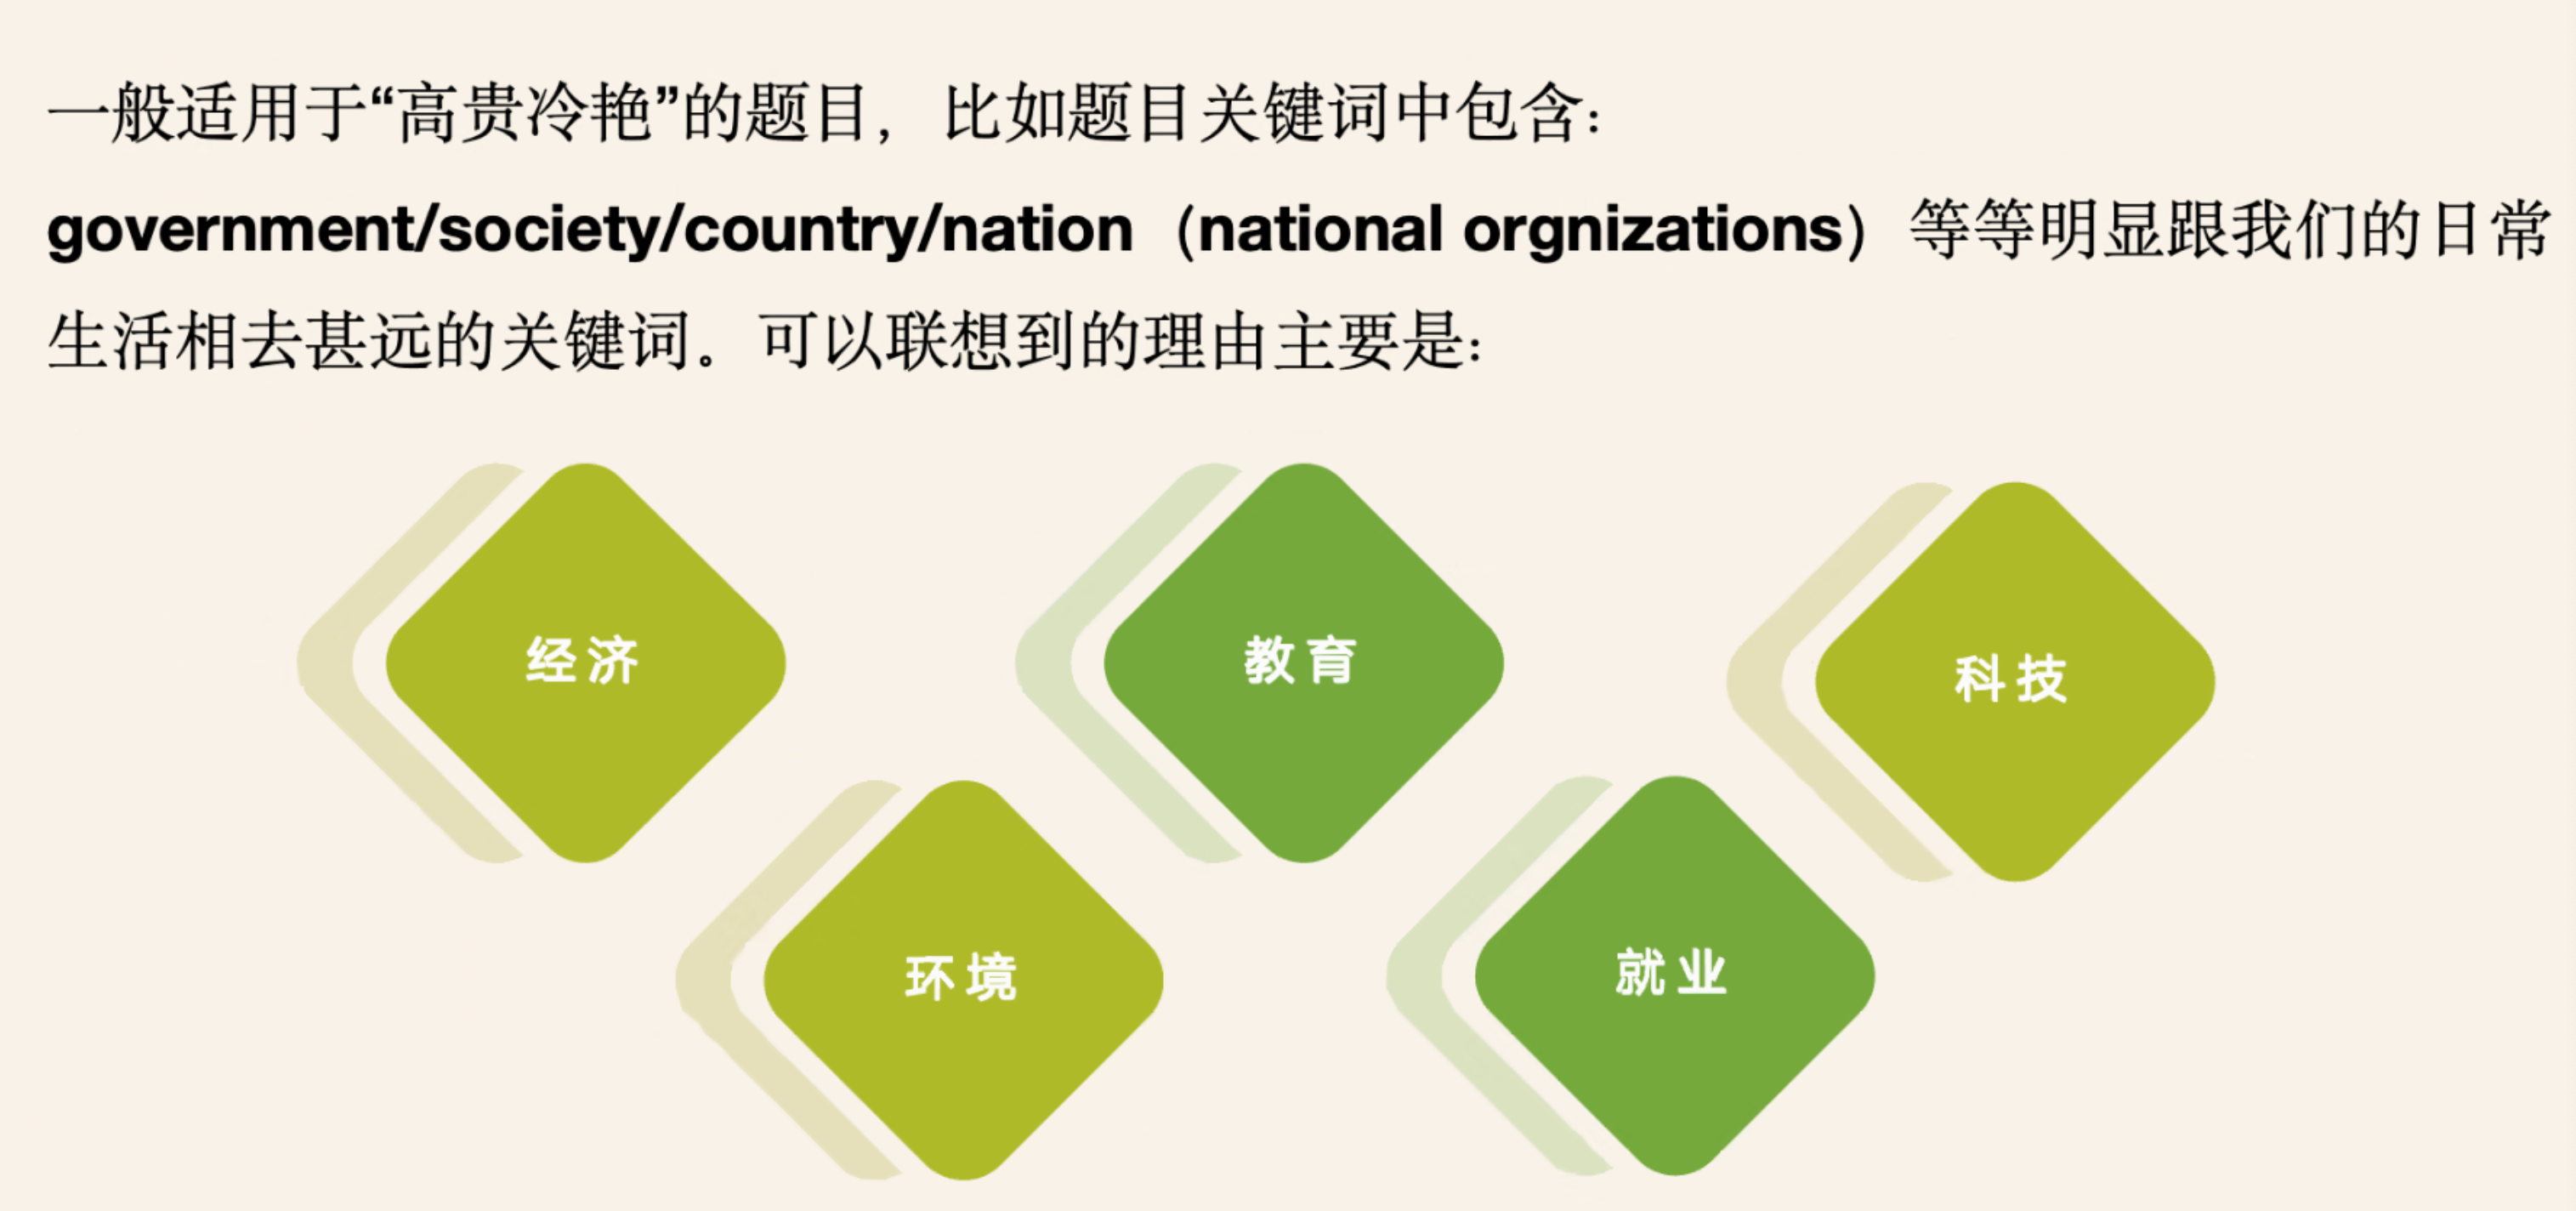 一般适用于“高贵冷艳”的题目，比如题目关键词中包含：
government/society/country/nation（national orgnizations）等等明显跟我们的日常
生活相去甚远的关键词。可以联想到的理由主要是：
经济
教育
科技
环境
就业